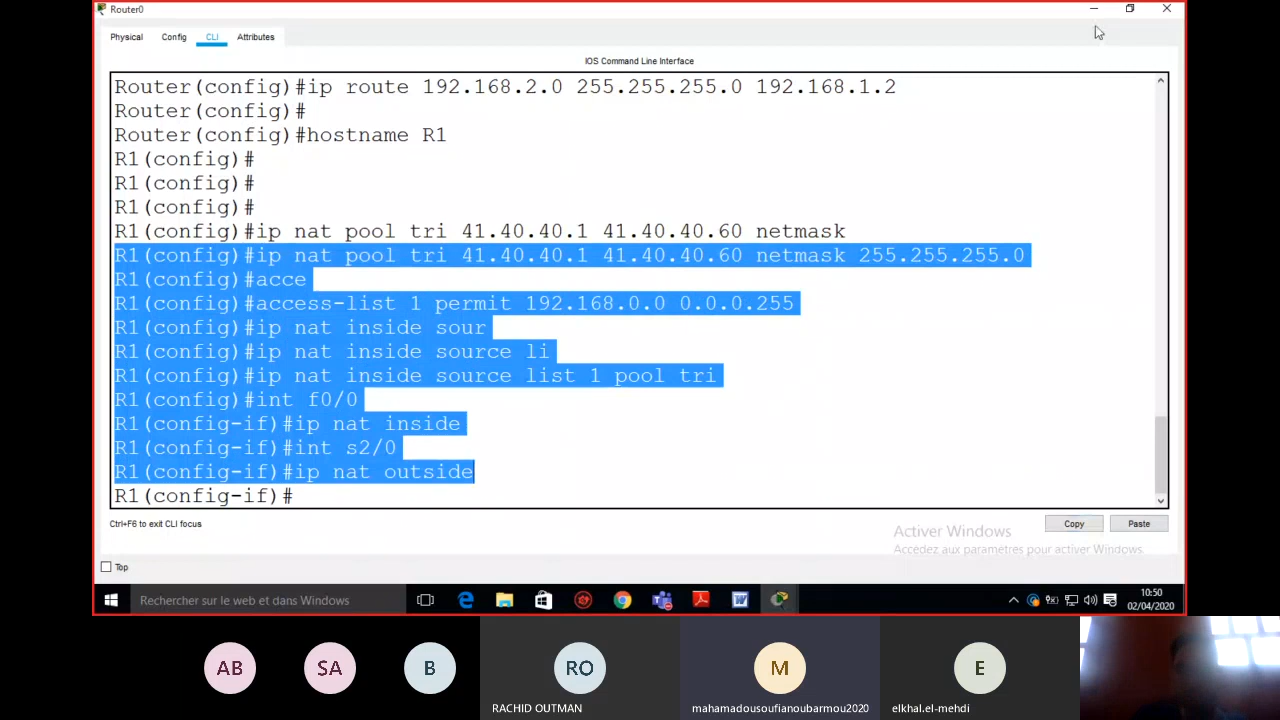 Router0
Physical Config CLI Attributes
IOS Command Line Interface
Router(config)#ip route 192.168.2.0 255.255.255.0 192.168.1.2
Router(config)#
Router(config)#hostname R1
R1(config)#
R1(config)#
R1(config)#
R1(config)#ip nat pool tri 41.40.40.1 41.40.40.60 netmask
R1(config)#ip nat pool tri 41.40.40.1 41.40.40.60 netmask 255.255.255.0
R1(config)#acce
R1(config)#access-list 1 permit 192.168.0.0 0.0.0.255
R1(config)#ip nat inside sour
R1(config)#ip nat inside source li
R1(config)#ip nat inside source list 1 pool tri
R1(config)#int f0/0
R1(config-if)#ip nat inside
R1(config-if)#int s2/0
R1(config-if)#ip nat outside
R1(config-if)#
Ctrl+F6 to exit CLI focus
Copy Paste
Activer Windows
Accédez aux paramètres pour activer Windows.
Top
Rechercher sur le web et dans Windows
10:50
02/04/2020
AB SA B RO M E
RACHID OUTMAN mahamadousoufianoubarmou2020 elkhal.el-mehdi